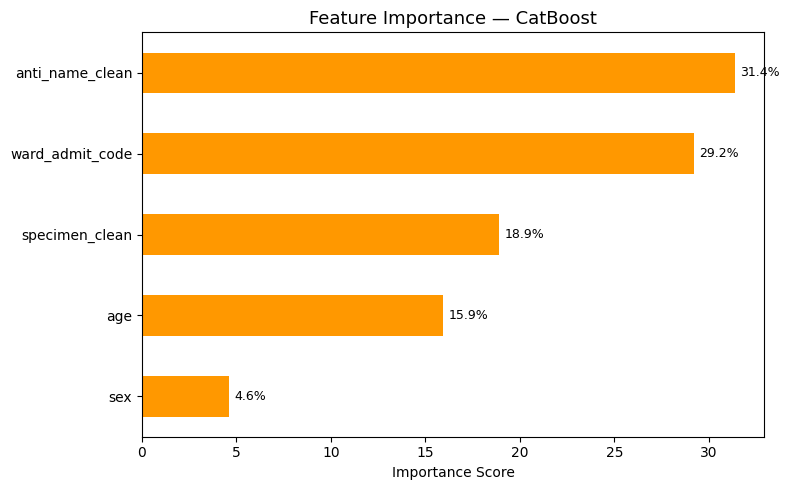 Feature Importance — CatBoost
anti_name_clean
31.4%
ward_admit_code
29.2%
specimen_clean
18.9%
age
15.9%
sex
4.6%
0 5 10 15 20 25 30
Importance Score